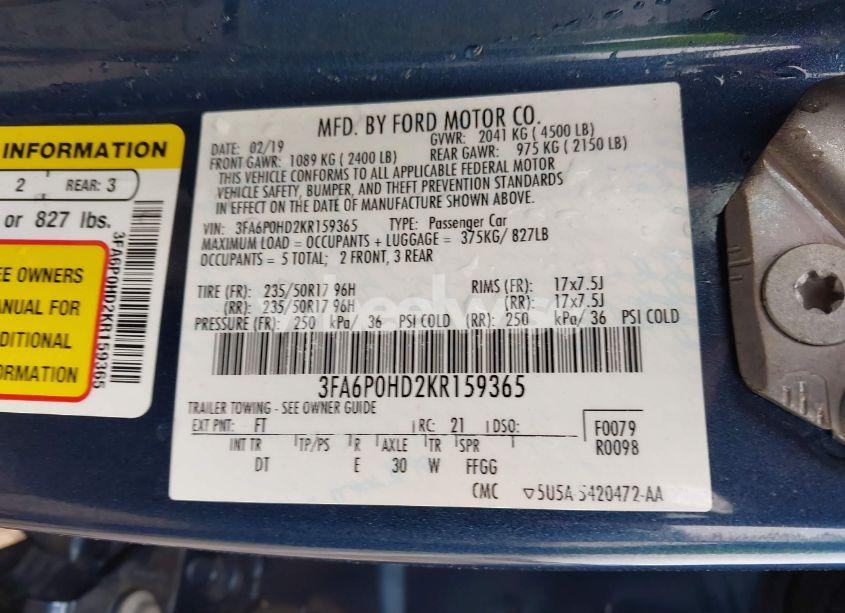 INFORMATION
2 REAR: 3
or 827 lbs.
EE OWNERS
MANUAL FOR
DDITIONAL
FORMATION
3FA6P0HD2KR159365
MFD. BY FORD MOTOR CO.
DATE: 02/19 GVWR: 2041 KG ( 4500 LB)
FRONT GAWR: 1089 KG ( 2400 LB) REAR GAWR: 975 KG ( 2150 LB)
THIS VEHICLE CONFORMS TO ALL APPLICABLE FEDERAL MOTOR
VEHICLE SAFETY, BUMPER, AND THEFT PREVENTION STANDARDS
IN EFFECT ON THE DATE OF MANUFACTURE SHOWN ABOVE.
VIN: 3FA6P0HD2KR159365 TYPE: Passenger Car
MAXIMUM LOAD = OCCUPANTS + LUGGAGE = 375KG/ 827LB
OCCUPANTS = 5 TOTAL; 2 FRONT, 3 REAR
TIRE (FR): 235/50R17 96H RIMS (FR): 17x7.5J
(RR): 235/50R17 96H (RR): 17x7.5J
PRESSURE (FR): 250 kPa/ 36 PSI COLD (RR): 250 kPa/ 36 PSI COLD
3FA6P0HD2KR159365
TRAILER TOWING - SEE OWNER GUIDE
EXT PNT: FT RC: 21 DSO: F0079
R0098
INT TR TP/PS R AXLE TR SPR
DT E 30 W FFGG
CMC ▽5U5A-5420472-AA